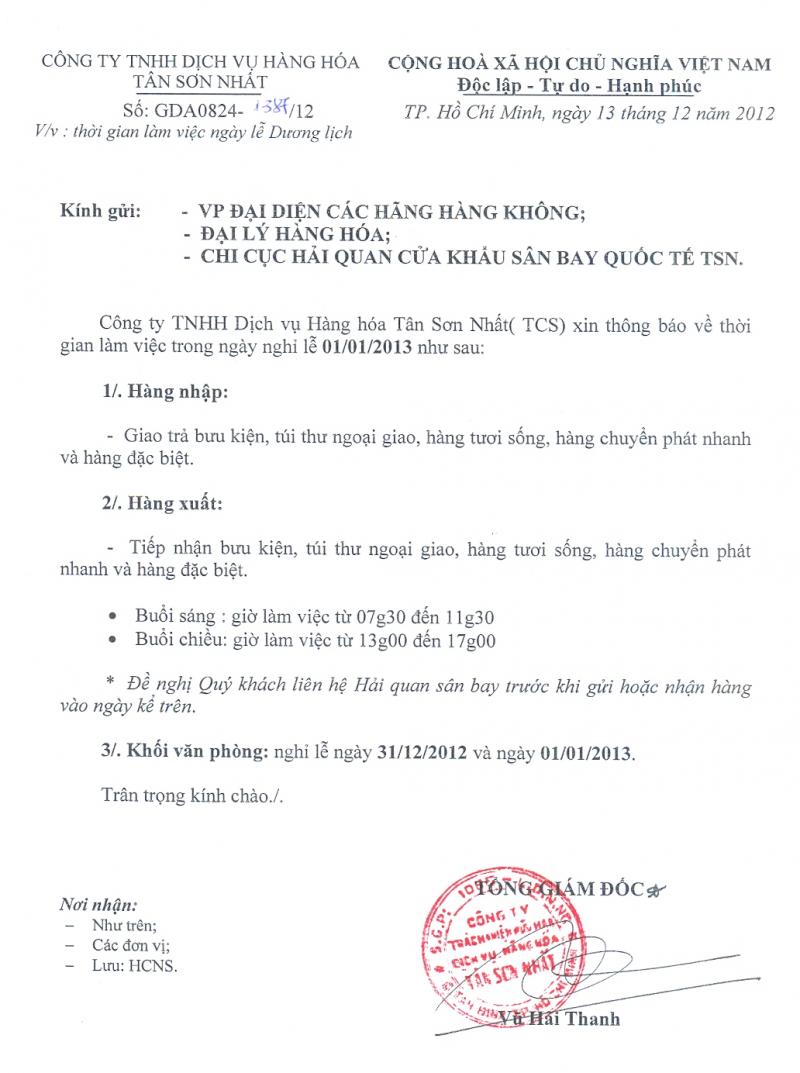 CÔNG TY TNHH DỊCH VỤ HÀNG HÓA
TÂN SƠN NHẤT
Số: GDA0824- /12
V/v : thời gian làm việc ngày lễ Dương lịch
CỘNG HOÀ XÃ HỘI CHỦ NGHĨA VIỆT NAM
Độc lập - Tự do - Hạnh phúc
TP. Hồ Chí Minh, ngày 13 tháng 12 năm 2012
Kính gửi: - VP ĐẠI DIỆN CÁC HÃNG HÀNG KHÔNG;
- ĐẠI LÝ HÀNG HÓA;
- CHI CỤC HẢI QUAN CỬA KHẨU SÂN BAY QUỐC TẾ TSN.
Công ty TNHH Dịch vụ Hàng hóa Tân Sơn Nhất( TCS) xin thông báo về thời
gian làm việc trong ngày nghỉ lễ 01/01/2013 như sau:
1/. Hàng nhập:
- Giao trả bưu kiện, túi thư ngoại giao, hàng tươi sống, hàng chuyển phát nhanh
và hàng đặc biệt.
2/. Hàng xuất:
- Tiếp nhận bưu kiện, túi thư ngoại giao, hàng tươi sống, hàng chuyển phát
nhanh và hàng đặc biệt.
• Buổi sáng : giờ làm việc từ 07g30 đến 11g30
• Buổi chiều: giờ làm việc từ 13g00 đến 17g00
* Đề nghị Quý khách liên hệ Hải quan sân bay trước khi gửi hoặc nhận hàng
vào ngày kể trên.
3/. Khối văn phòng: nghỉ lễ ngày 31/12/2012 và ngày 01/01/2013.
Trân trọng kính chào./.
TỔNG GIÁM ĐỐC
Nơi nhận:
– Như trên;
– Các đơn vị;
– Lưu: HCNS.
CÔNG TY
TRÁCH NHIỆM HỮU HẠN
DỊCH VỤ HÀNG HÓA
TÂN SƠN NHẤT
Vũ Hải Thanh